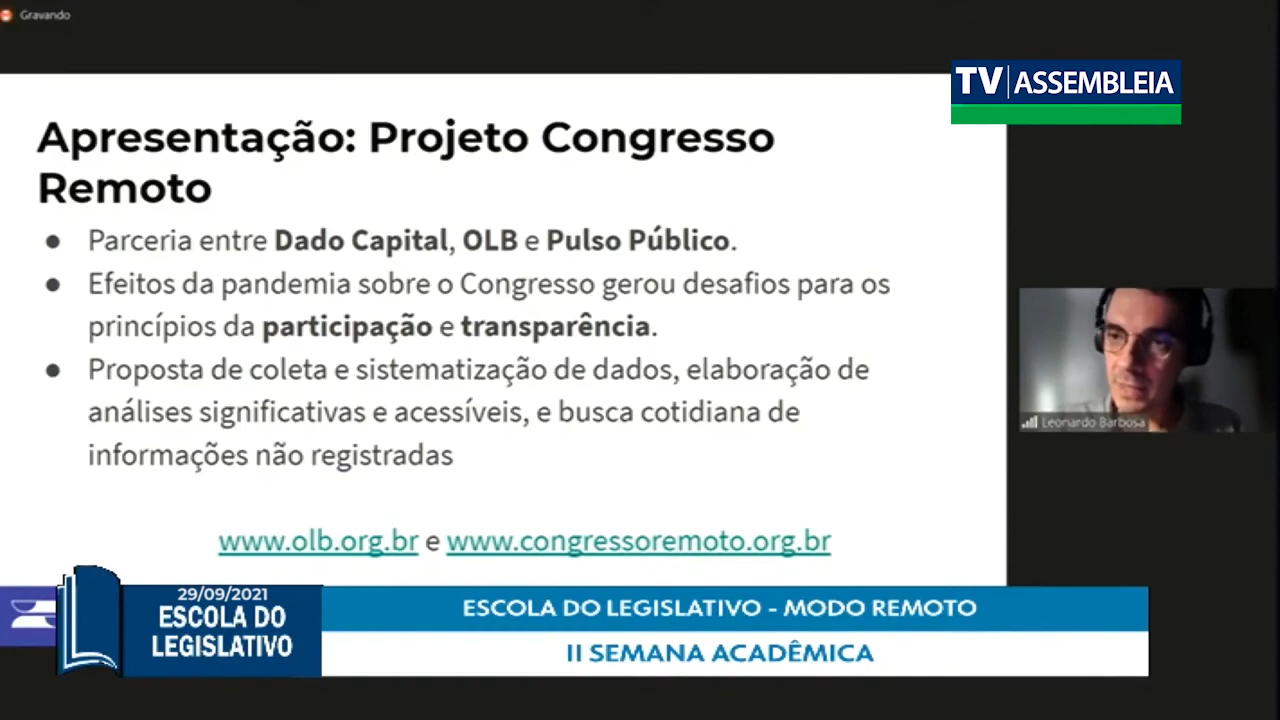 Gravando
TV ASSEMBLEIA
Apresentação: Projeto Congresso
Remoto
● Parceria entre Dado Capital, OLB e Pulso Público.
● Efeitos da pandemia sobre o Congresso gerou desafios para os
princípios da participação e transparência.
● Proposta de coleta e sistematização de dados, elaboração de
análises significativas e acessíveis, e busca cotidiana de
informações não registradas
www.olb.org.br e www.congressoremoto.org.br
Leonardo Barbosa
29/09/2021
ESCOLA DO
LEGISLATIVO
ESCOLA DO LEGISLATIVO - MODO REMOTO
II SEMANA ACADÊMICA